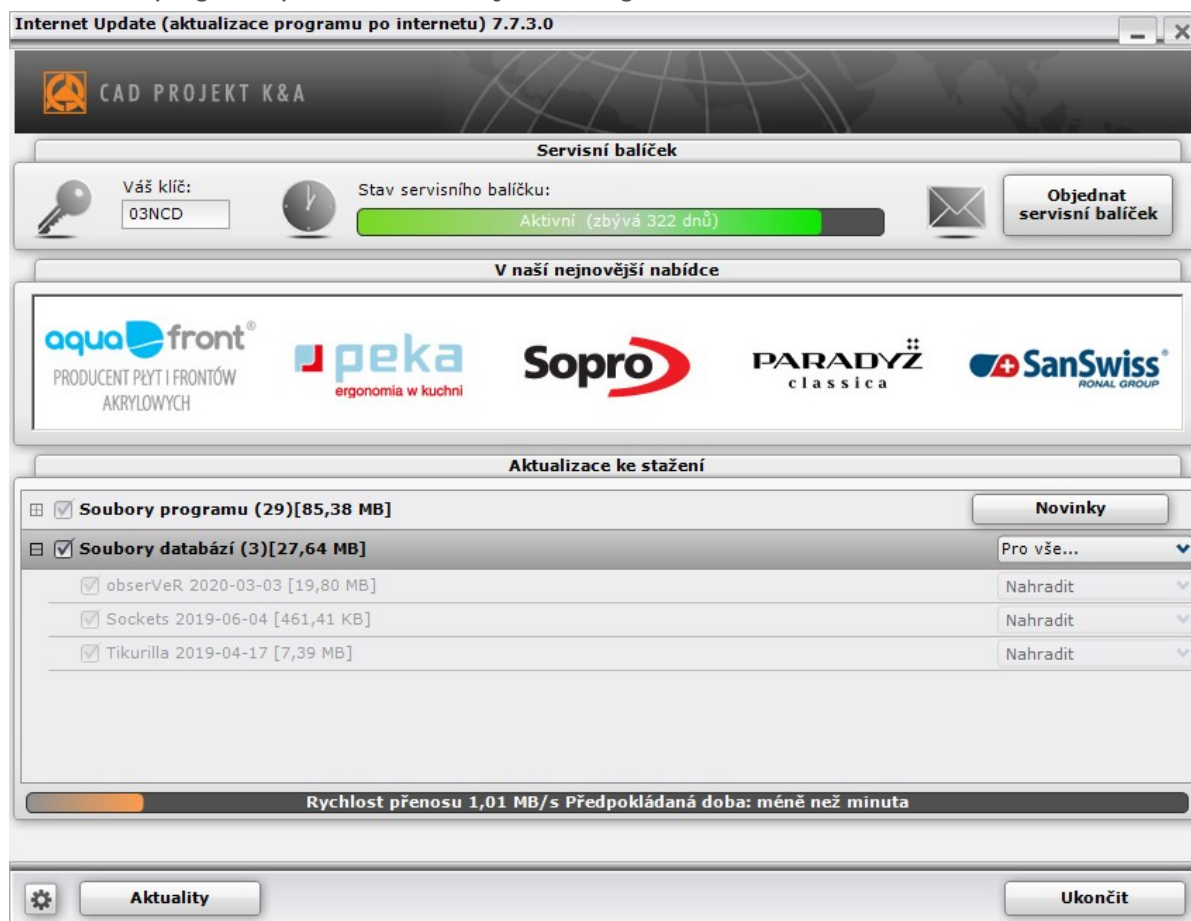 Internet Update (aktualizace programu po internetu) 7.7.3.0
CAD PROJEKT K&A
Servisní balíček
Váš klíč:
03NCD
Stav servisního balíčku:
Aktivní (zbývá 322 dnů)
Objednat
servisní balíček
V naší nejnovější nabídce
aqua front®
PRODUCENT PŁYT I FRONTÓW
AKRYLOWYCH
peka
ergonomia w kuchni
Sopro
PARADYŻ
classica
SanSwiss®
RONAL GROUP
Aktualizace ke stažení
Soubory programu (29)[85,38 MB]
Novinky
Soubory databází (3)[27,64 MB]
Pro vše...
obserVeR 2020-03-03 [19,80 MB]
Nahradit
Sockets 2019-06-04 [461,41 KB]
Nahradit
Tikurilla 2019-04-17 [7,39 MB]
Nahradit
Rychlost přenosu 1,01 MB/s Předpokládaná doba: méně než minuta
Aktuality
Ukončit